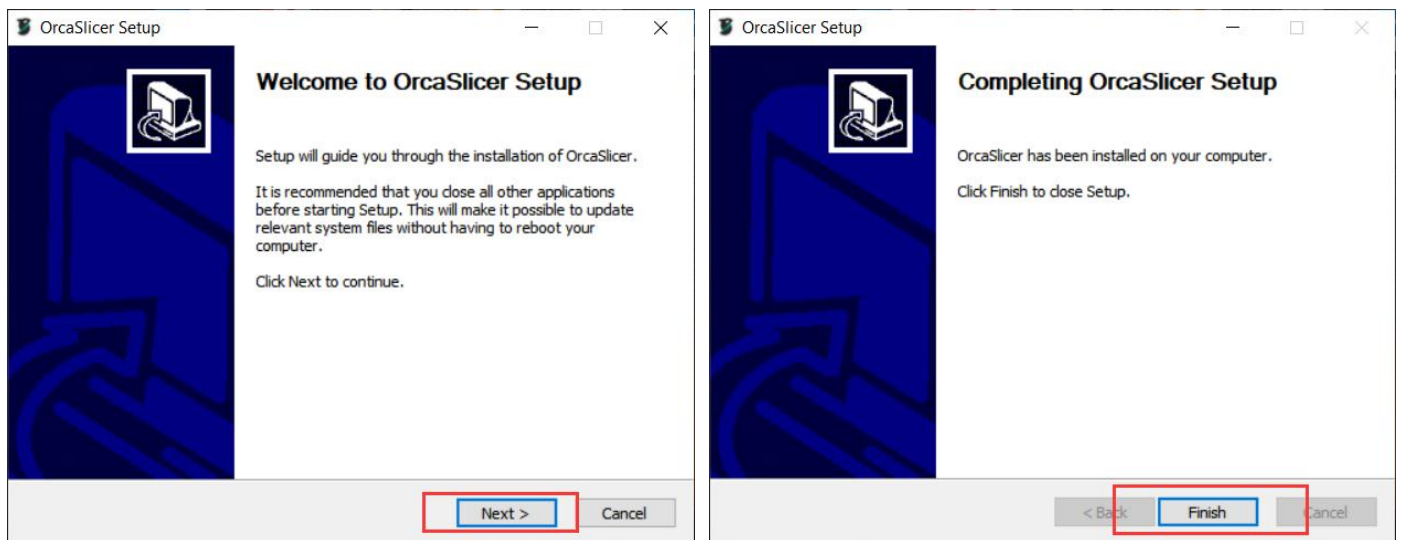 OrcaSlicer Setup
Welcome to OrcaSlicer Setup
Setup will guide you through the installation of OrcaSlicer.
It is recommended that you close all other applications
before starting Setup. This will make it possible to update
relevant system files without having to reboot your
computer.
Click Next to continue.
Next >
Cancel
OrcaSlicer Setup
Completing OrcaSlicer Setup
OrcaSlicer has been installed on your computer.
Click Finish to close Setup.
< Back
Finish
Cancel